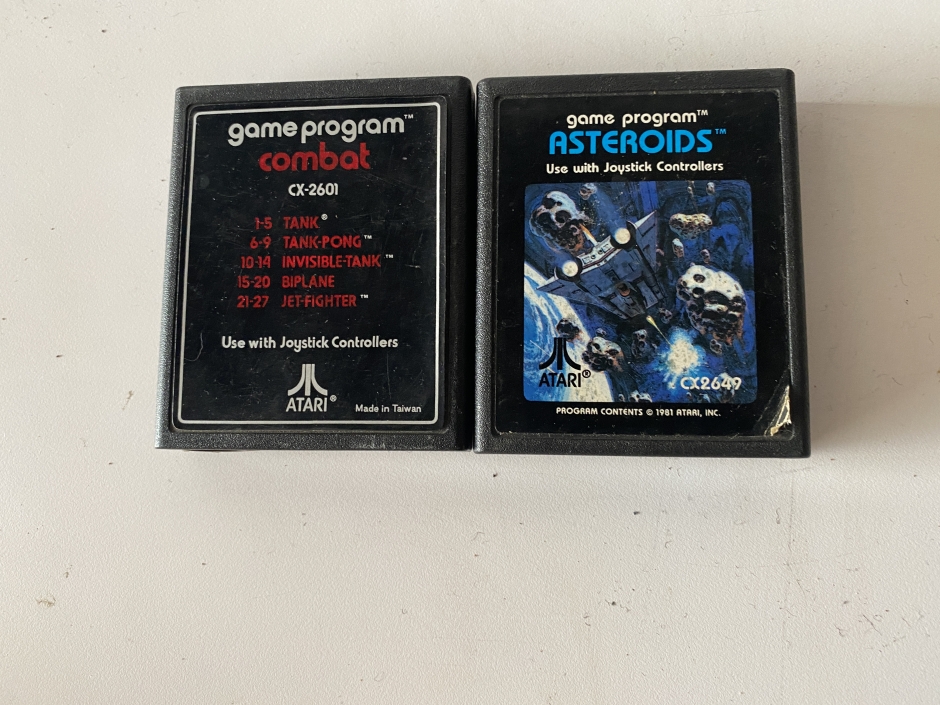 game program™
combat
CX-2601
1-5 TANK®
6-9 TANK-PONG™
10-14 INVISIBLE-TANK™
15-20 BIPLANE
21-27 JET-FIGHTER™
Use with Joystick Controllers
ATARI®
Made in Taiwan
game program™
ASTEROIDS™
Use with Joystick Controllers
ATARI®
CX2649
PROGRAM CONTENTS © 1981 ATARI, INC.